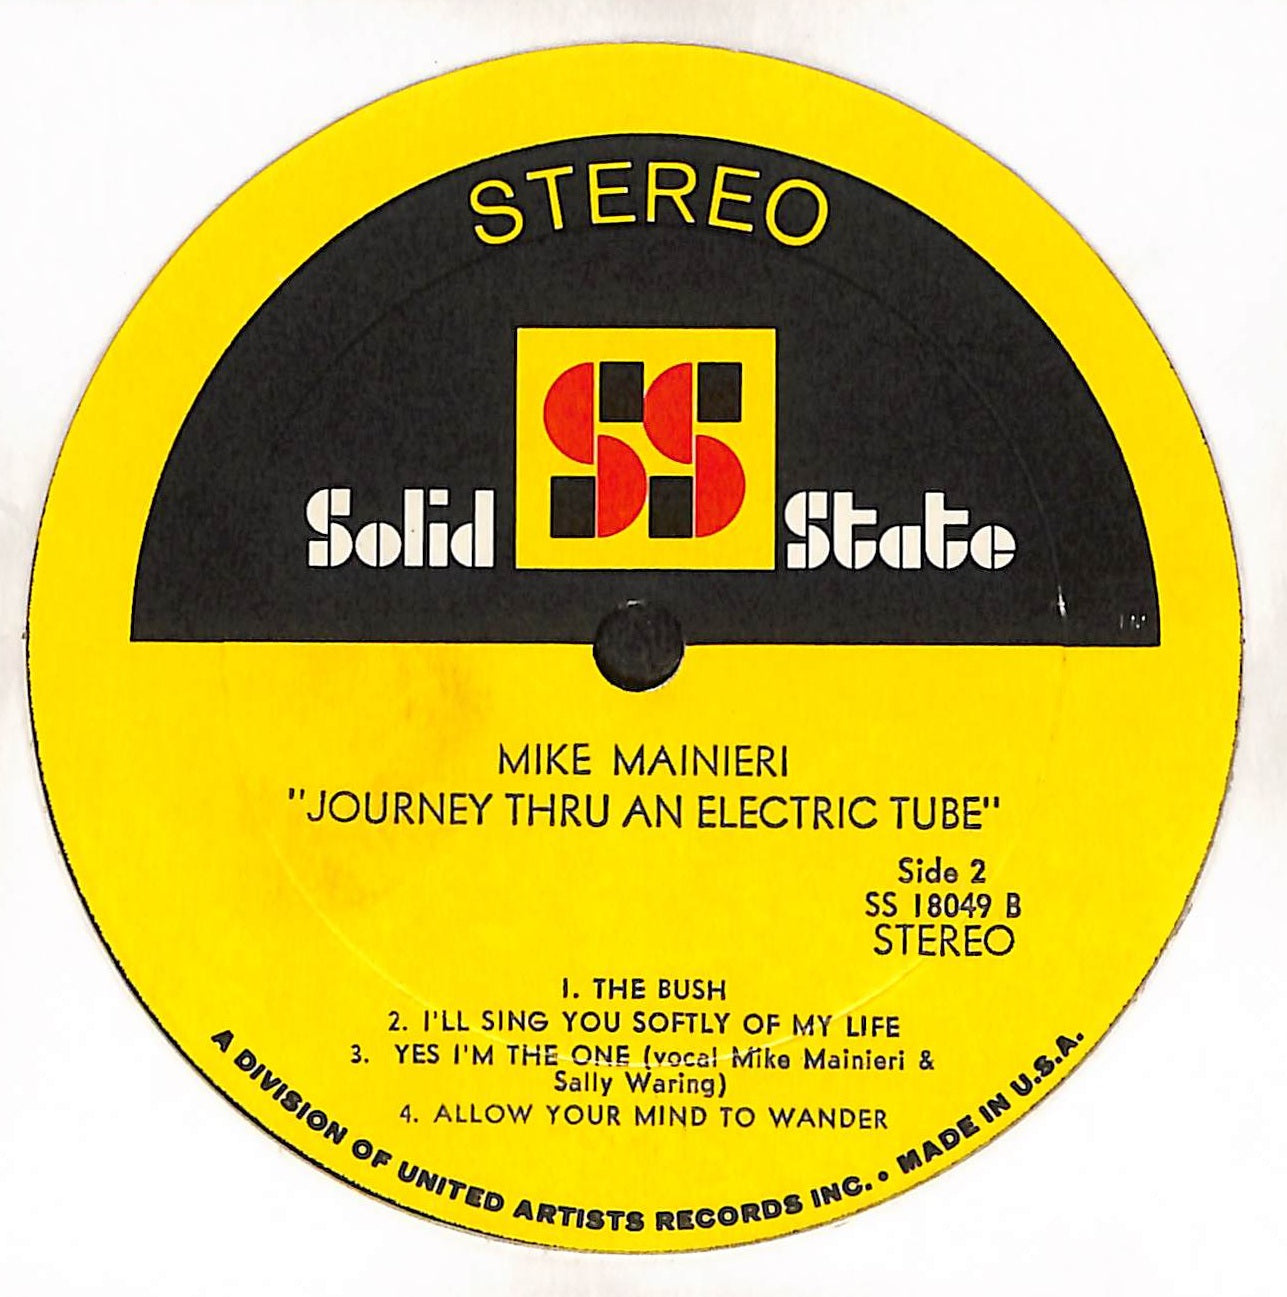 STEREO
SS
Solid State
MIKE MAINIERI
"JOURNEY THRU AN ELECTRIC TUBE"
Side 2
SS 18049 B
STEREO
1. THE BUSH
2. I'LL SING YOU SOFTLY OF MY LIFE
3. YES I'M THE ONE (vocal Mike Mainieri &
Sally Waring)
4. ALLOW YOUR MIND TO WANDER
A DIVISION OF UNITED ARTISTS RECORDS INC. • MADE IN U.S.A.